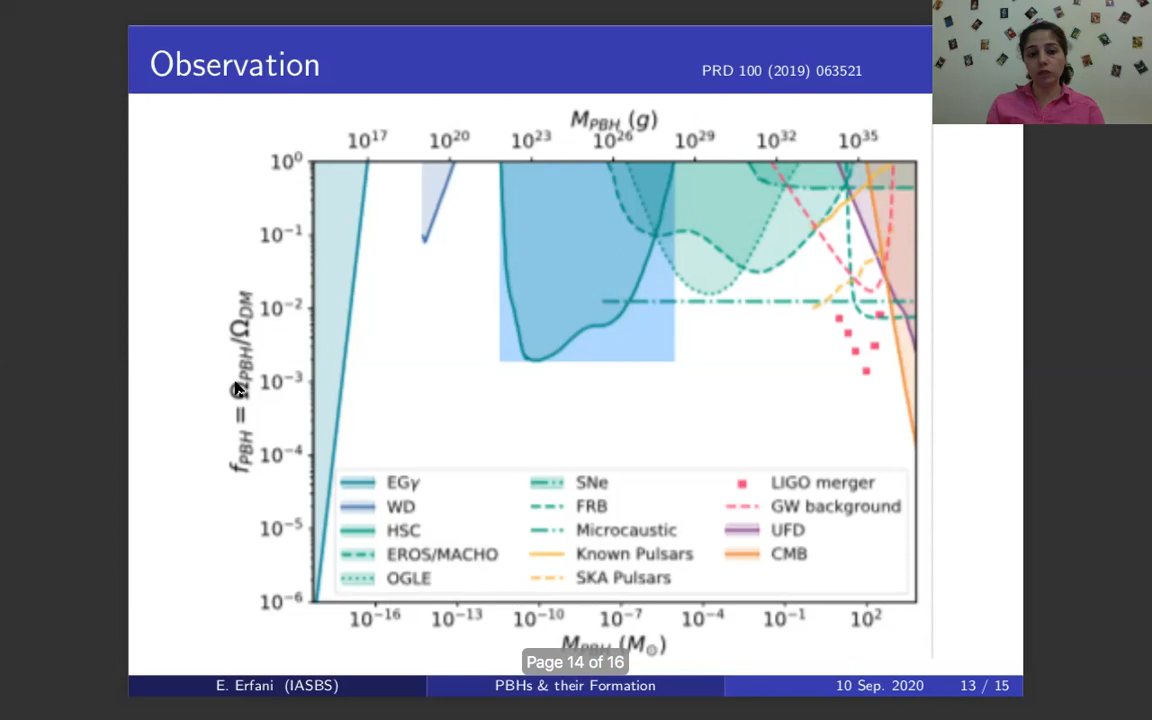 Observation
PRD 100 (2019) 063521
M_PBH (g)
10^17 10^20 10^23 10^26 10^29 10^32 10^35
10^0
10^-1
10^-2
10^-3
10^-4
10^-5
10^-6
f_PBH = Ω_PBH/Ω_DM
EGγ
WD
HSC
EROS/MACHO
OGLE
SNe
FRB
Microcaustic
Known Pulsars
SKA Pulsars
LIGO merger
GW background
UFD
CMB
10^-16 10^-13 10^-10 10^-7 10^-4 10^-1 10^2
M_PBH (M_⊙)
Page 14 of 16
E. Erfani (IASBS) PBHs & their Formation 10 Sep. 2020 13 / 15